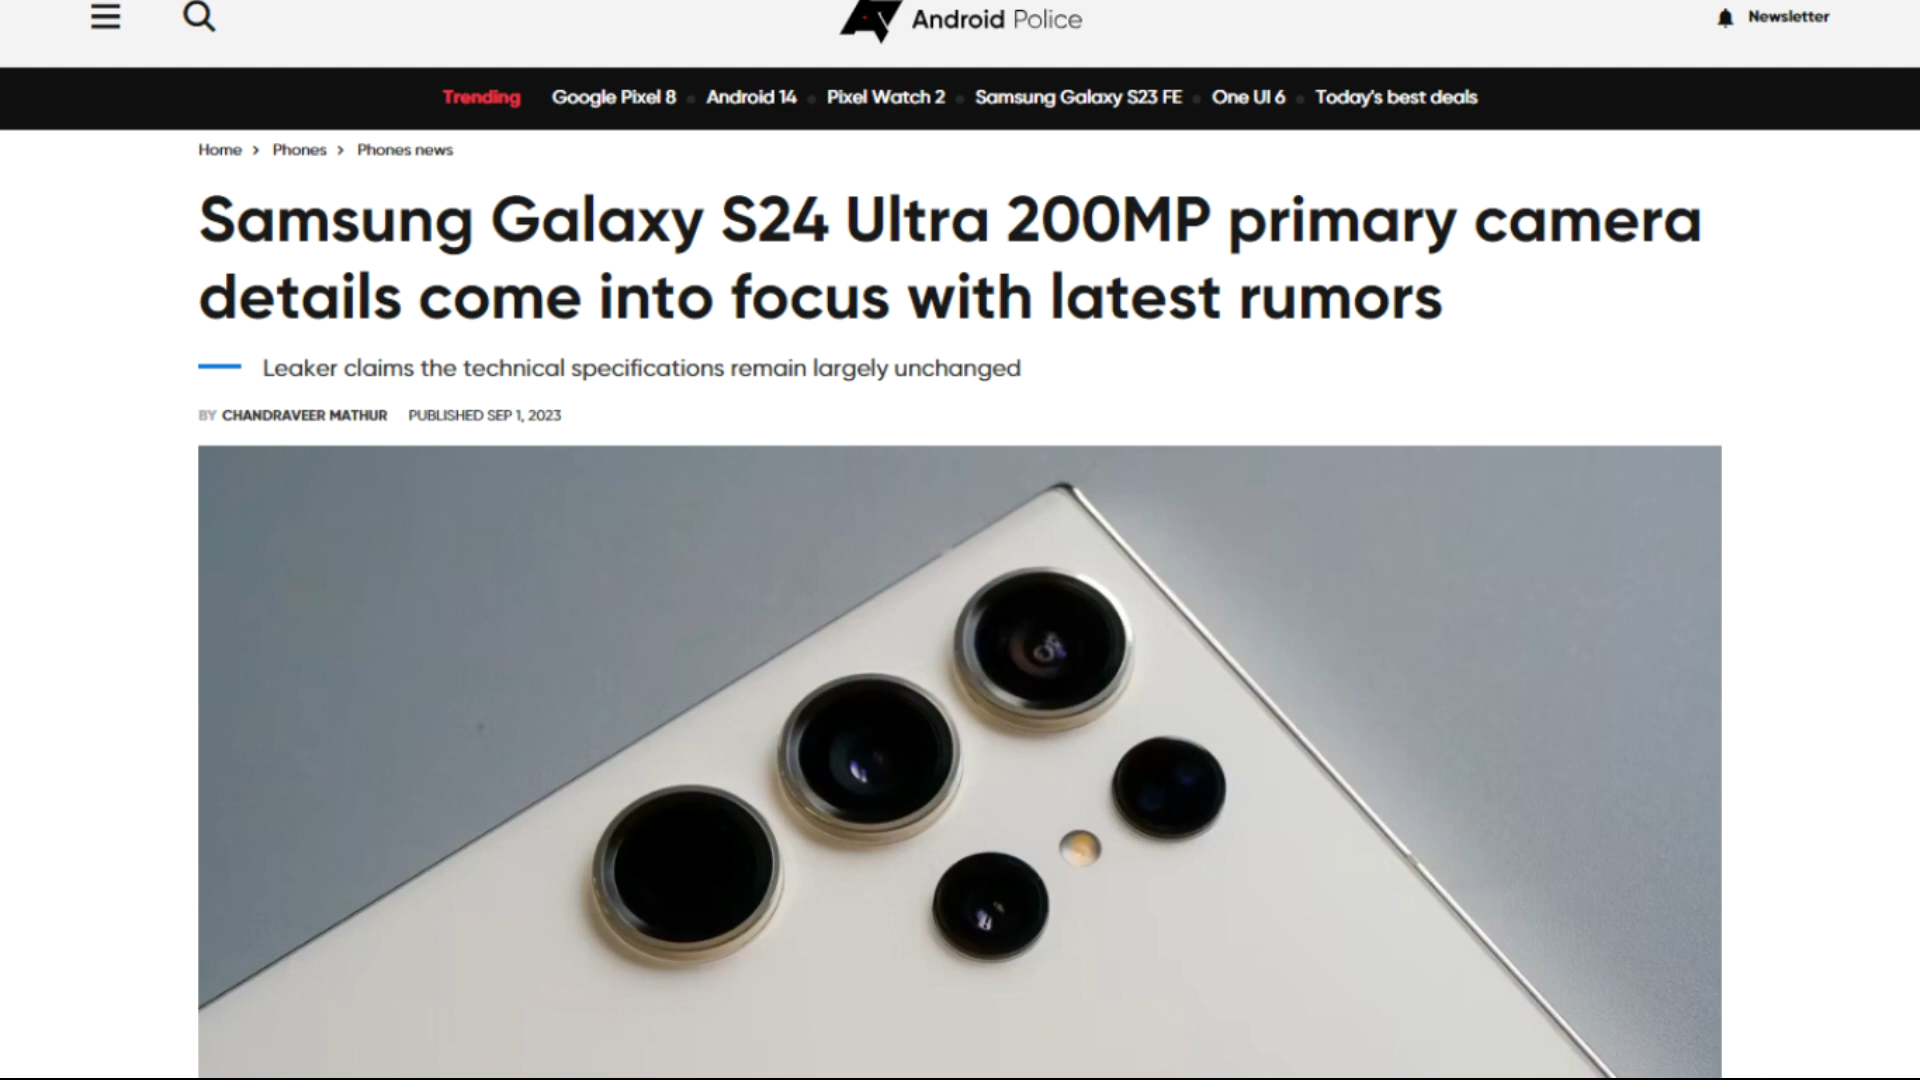 Android Police
Newsletter
Trending Google Pixel 8 Android 14 Pixel Watch 2 Samsung Galaxy S23 FE One UI 6 Today's best deals
Home > Phones > Phones news
Samsung Galaxy S24 Ultra 200MP primary camera
details come into focus with latest rumors
Leaker claims the technical specifications remain largely unchanged
BY CHANDRAVEER MATHUR PUBLISHED SEP 1, 2023